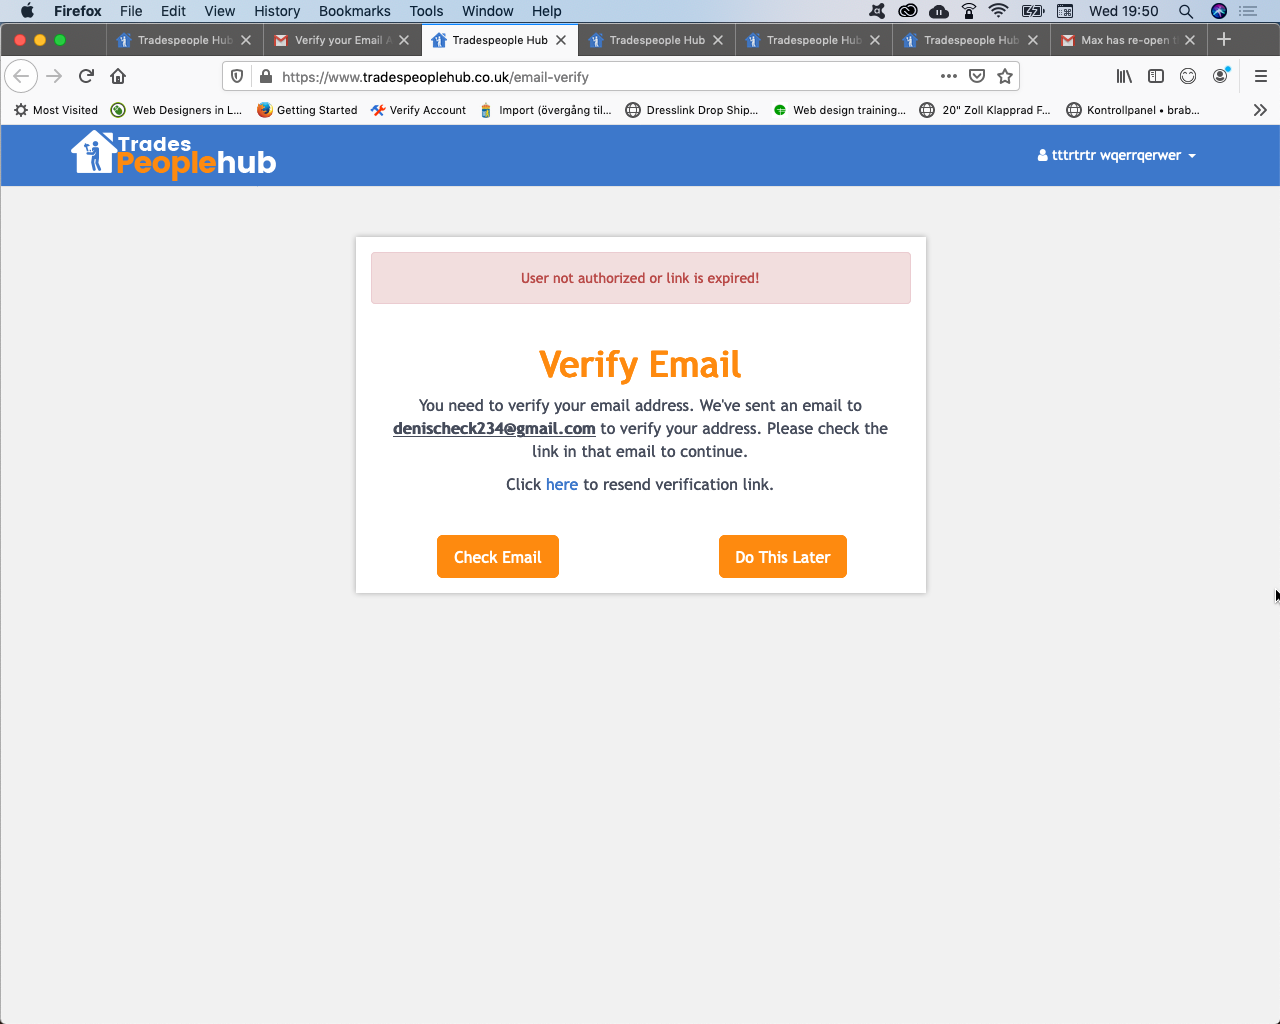 Firefox File Edit View History Bookmarks Tools Window Help Wed 19:50
Tradespeople Hub Verify your Email A Tradespeople Hub Tradespeople Hub Tradespeople Hub Tradespeople Hub Max has re-open t
https://www.tradespeoplehub.co.uk/email-verify
Most Visited Web Designers in L... Getting Started Verify Account Import (övergång til... Dresslink Drop Ship... Web design training... 20" Zoll Klapprad F... Kontrollpanel • brab...
Trades
Peoplehub
tttrtrtr wqerrqerwer
User not authorized or link is expired!
Verify Email
You need to verify your email address. We've sent an email to
denischeck234@gmail.com to verify your address. Please check the
link in that email to continue.
Click here to resend verification link.
Check Email Do This Later